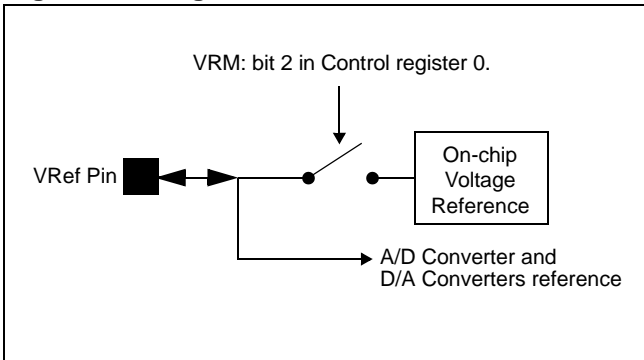 VRM: bit 2 in Control register 0.
VRef Pin
On-chip
Voltage
Reference
A/D Converter and
D/A Converters reference